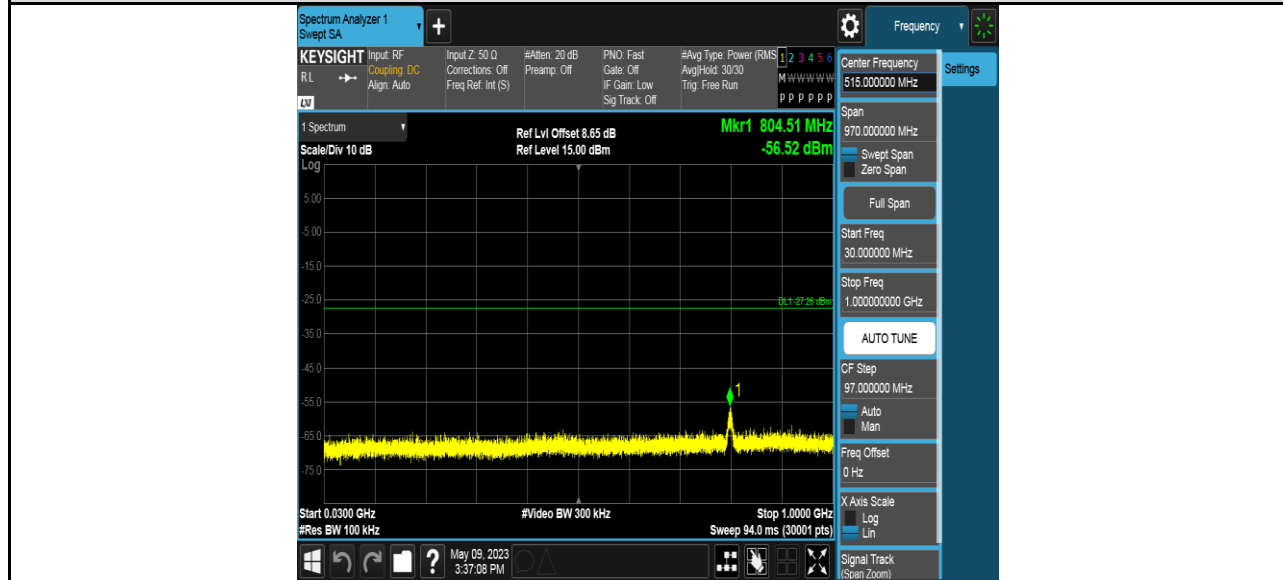 Spectrum Analyzer 1
Swept SA
+
Frequency
KEYSIGHT
RL
LXI
Input: RF
Coupling: DC
Align: Auto
Input Z: 50 Ω
Corrections: Off
Freq Ref: Int (S)
#Atten: 20 dB
Preamp: Off
PNO: Fast
Gate: Off
IF Gain: Low
Sig Track: Off
#Avg Type: Power (RMS
Avg|Hold: 30/30
Trig: Free Run
1 2 3 4 5 6
M W W W W W
P P P P P P
1 Spectrum
Scale/Div 10 dB
Log
Ref Lvl Offset 8.65 dB
Ref Level 15.00 dBm
Mkr1 804.51 MHz
-56.52 dBm
5.00
-5.00
-15.0
-25.0
-35.0
-45.0
-55.0
-65.0
-75.0
DL1 -27.26 dBm
1
Start 0.0300 GHz
#Res BW 100 kHz
#Video BW 300 kHz
Stop 1.0000 GHz
Sweep 94.0 ms (30001 pts)
?
May 09, 2023
3:37:08 PM
Center Frequency
515.000000 MHz
Settings
Span
970.000000 MHz
Swept Span
Zero Span
Full Span
Start Freq
30.000000 MHz
Stop Freq
1.000000000 GHz
AUTO TUNE
CF Step
97.000000 MHz
Auto
Man
Freq Offset
0 Hz
X Axis Scale
Log
Lin
Signal Track
(Span Zoom)